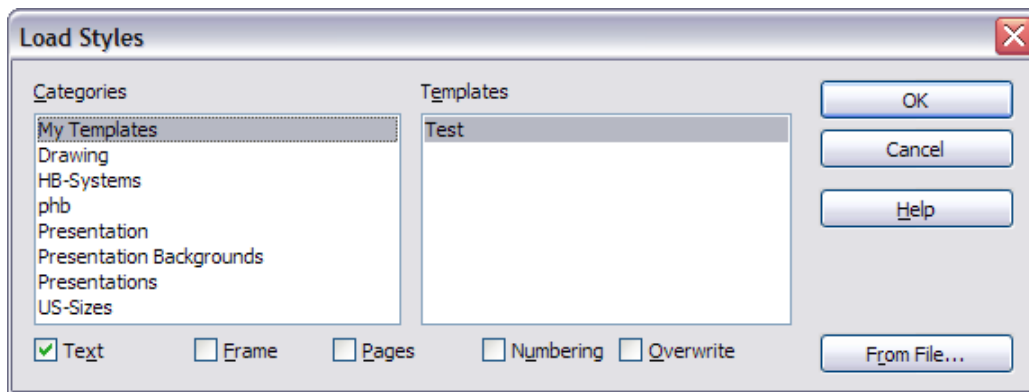 Load Styles
Categories
Templates
My Templates
Drawing
HB-Systems
phb
Presentation
Presentation Backgrounds
Presentations
US-Sizes
Test
OK
Cancel
Help
Text
Frame
Pages
Numbering
Overwrite
From File...